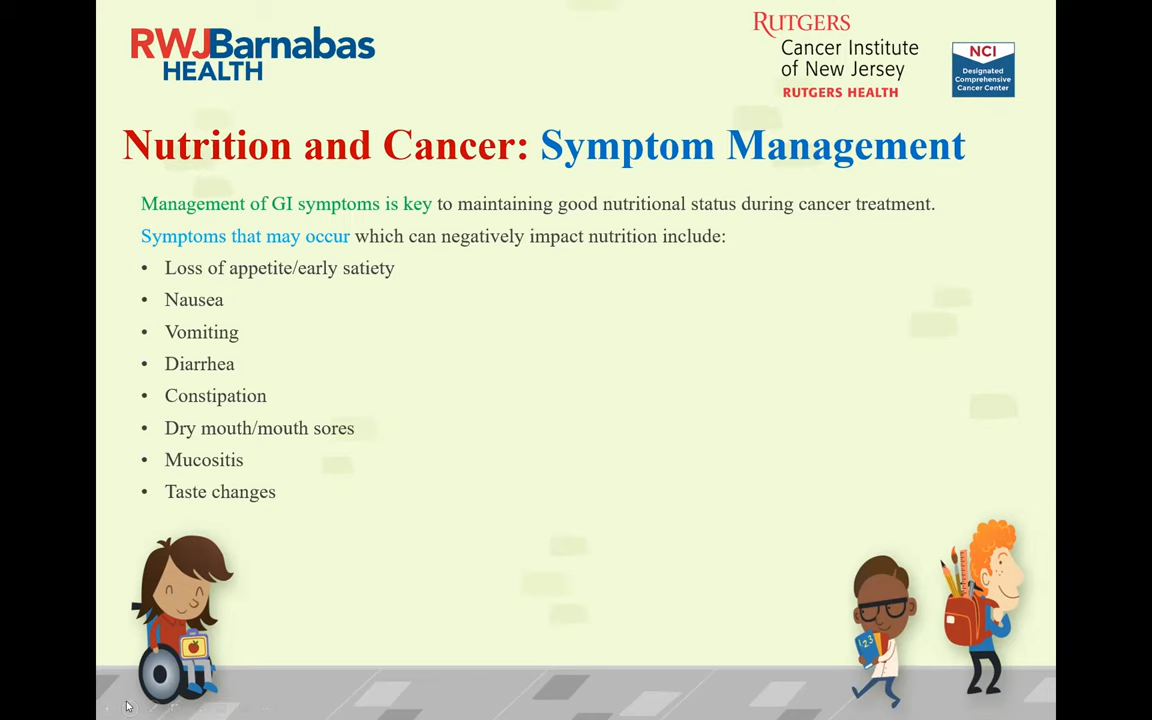 RWJBarnabas
HEALTH
RUTGERS
Cancer Institute
of New Jersey
RUTGERS HEALTH
NCI
Designated
Comprehensive
Cancer Center
Nutrition and Cancer: Symptom Management
Management of GI symptoms is key to maintaining good nutritional status during cancer treatment.
Symptoms that may occur which can negatively impact nutrition include:
• Loss of appetite/early satiety
• Nausea
• Vomiting
• Diarrhea
• Constipation
• Dry mouth/mouth sores
• Mucositis
• Taste changes
123